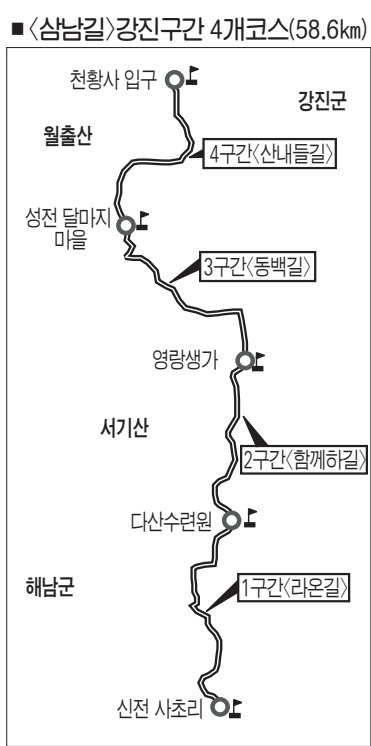 ■〈삼남길〉강진구간 4개코스(58.6㎞)
천황사 입구
강진군
월출산
4구간〈산내들길〉
성전 달마지
마을
3구간〈동백길〉
영랑생가
서기산
2구간〈함께하길〉
다산수련원
해남군
1구간〈라온길〉
신전 사초리